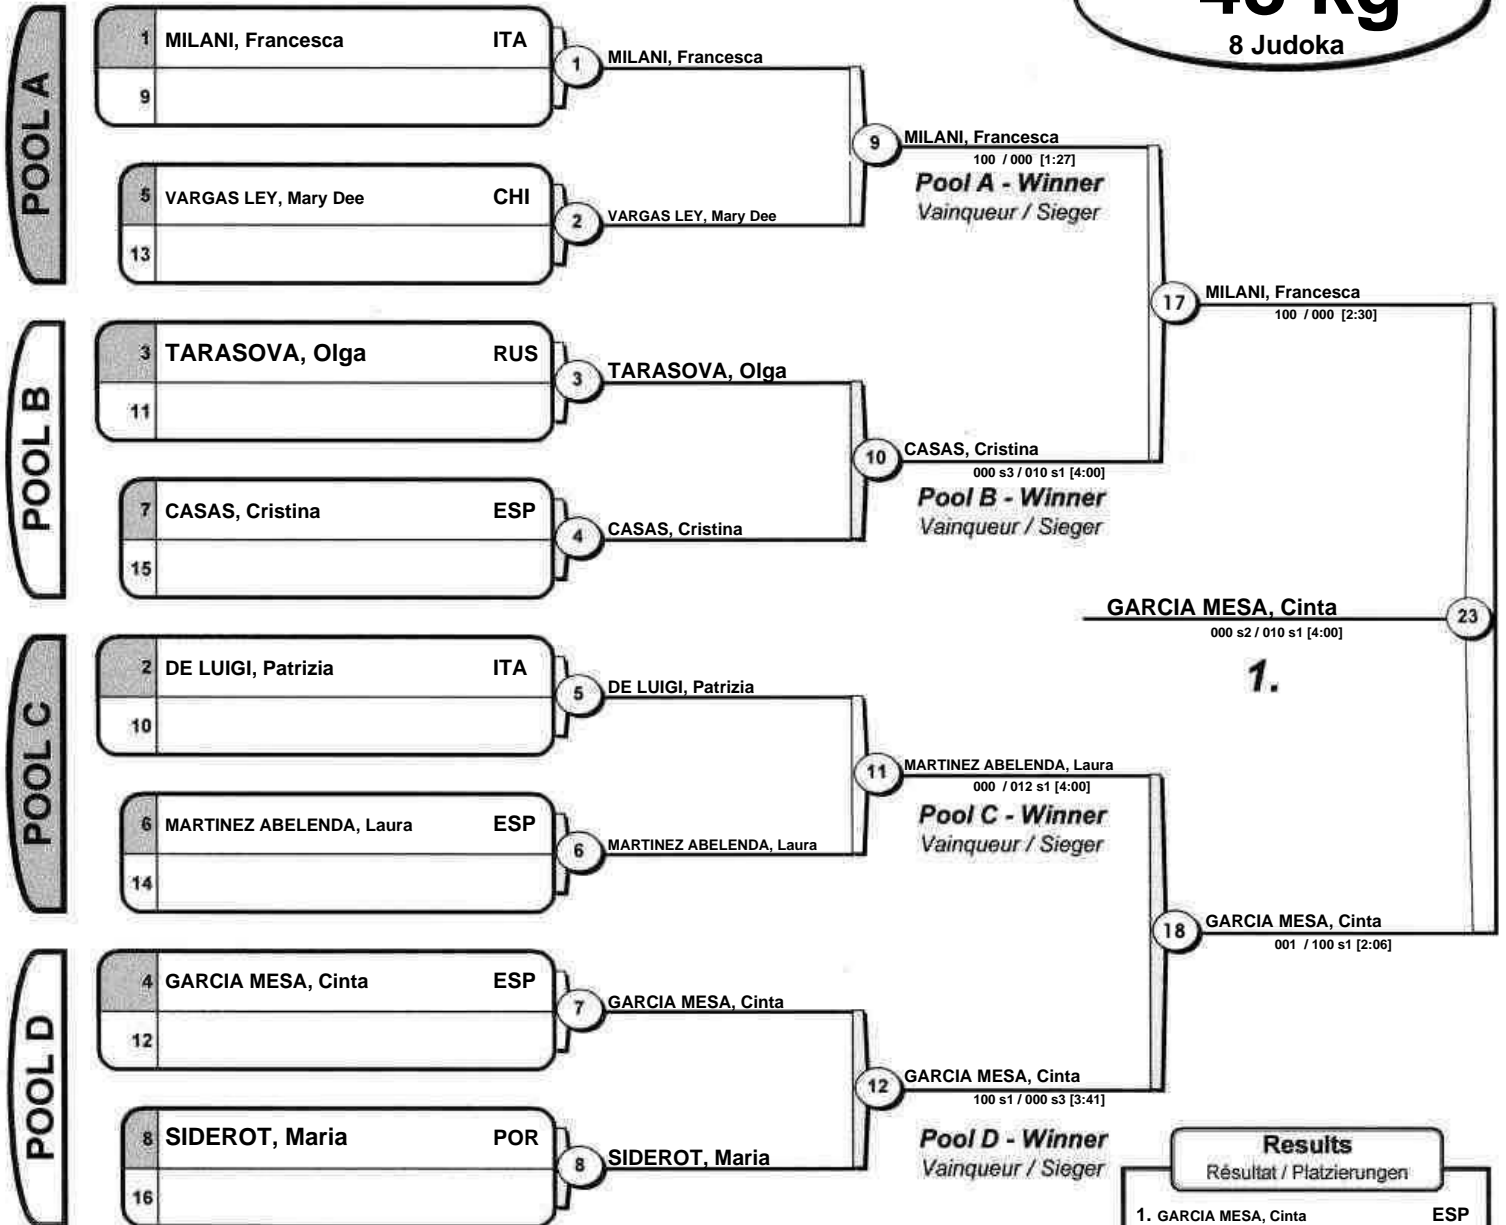 8 Judoka
POOL A
1 MILANI, Francesca ITA
9
1 MILANI, Francesca
5 VARGAS LEY, Mary Dee CHI
13
2 VARGAS LEY, Mary Dee
9 MILANI, Francesca
100 / 000 [1:27]
Pool A - Winner
Vainqueur / Sieger
POOL B
3 TARASOVA, Olga RUS
11
3 TARASOVA, Olga
7 CASAS, Cristina ESP
15
4 CASAS, Cristina
10 CASAS, Cristina
000 s3 / 010 s1 [4:00]
Pool B - Winner
Vainqueur / Sieger
17 MILANI, Francesca
100 / 000 [2:30]
GARCIA MESA, Cinta 23
000 s2 / 010 s1 [4:00]
1.
POOL C
2 DE LUIGI, Patrizia ITA
10
5 DE LUIGI, Patrizia
6 MARTINEZ ABELENDA, Laura ESP
14
6 MARTINEZ ABELENDA, Laura
11 MARTINEZ ABELENDA, Laura
000 / 012 s1 [4:00]
Pool C - Winner
Vainqueur / Sieger
POOL D
4 GARCIA MESA, Cinta ESP
12
7 GARCIA MESA, Cinta
8 SIDEROT, Maria POR
16
8 SIDEROT, Maria
12 GARCIA MESA, Cinta
100 s1 / 000 s3 [3:41]
Pool D - Winner
Vainqueur / Sieger
18 GARCIA MESA, Cinta
001 / 100 s1 [2:06]
Results
Résultat / Platzierungen
1. GARCIA MESA, Cinta ESP